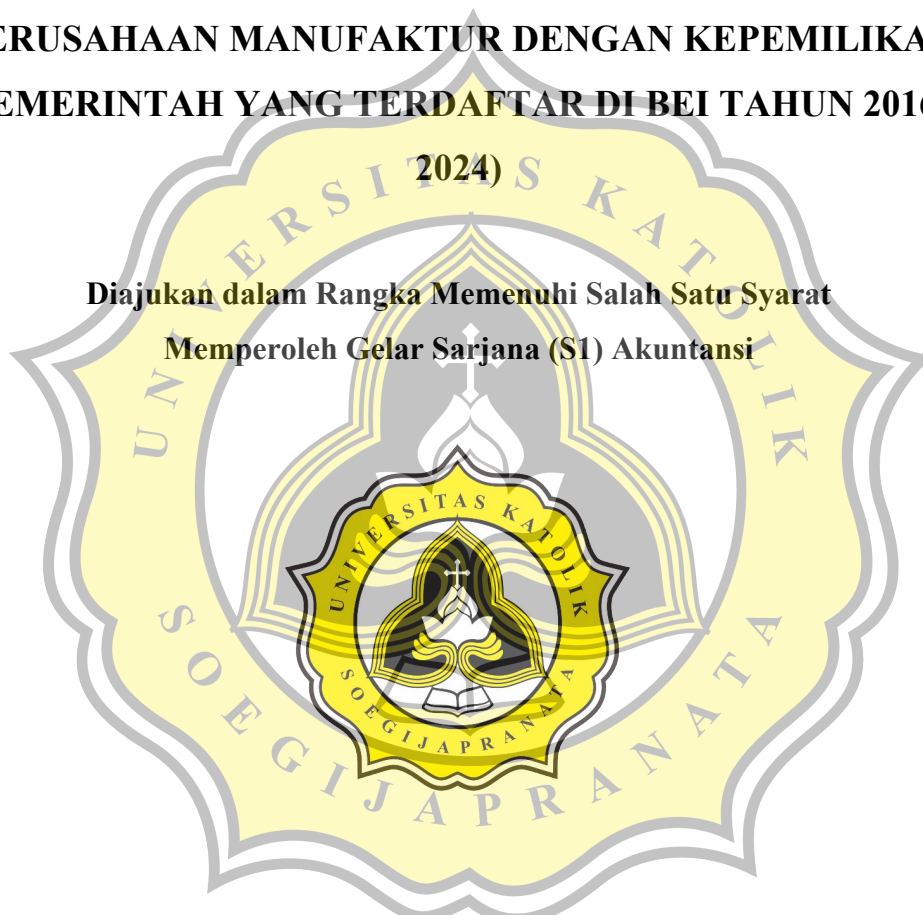 ERUSAHAAN MANUFAKTUR DENGAN KEPEMILIKA
EMERINTAH YANG TERDAFTAR DI BEI TAHUN 2016
2024)
Diajukan dalam Rangka Memenuhi Salah Satu Syarat
Memperoleh Gelar Sarjana (S1) Akuntansi
UNIVERSITAS KATOLIK
SOEGIJAPRANATA
UNIVERSITAS KATOLIK
SOEGIJAPRANATA